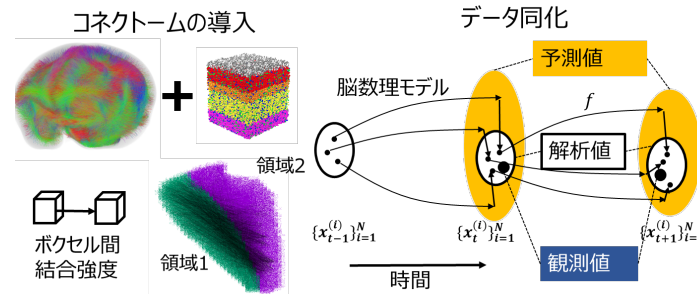 コネクトームの導入
データ同化
予測値
脳数理モデル
f
解析値
領域2
ボクセル間
結合強度
領域1
{x_{t-1}^{(i)}}_{i=1}^{N}
{x_t^{(i)}}_{i=1}^{N}
{x_{t+1}^{(i)}}_{i=
時間
観測値